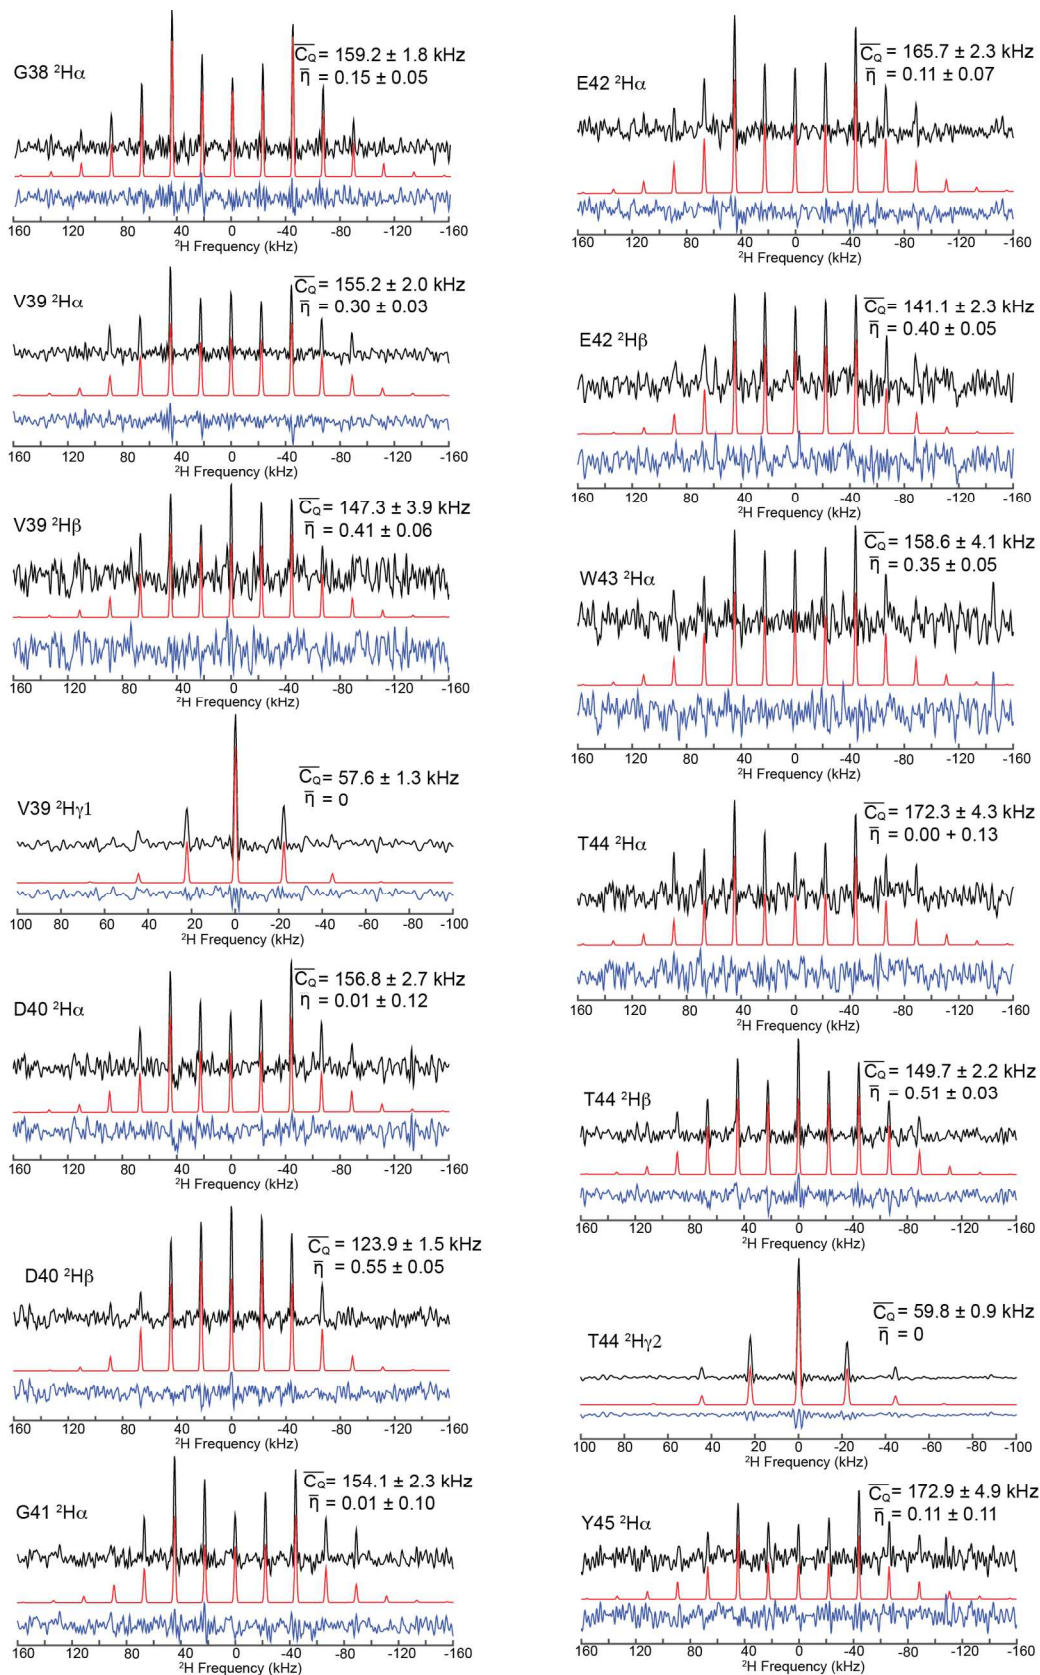 G38 ²Hα
C̅Q̅ = 159.2 ± 1.8 kHz
η̅ = 0.15 ± 0.05
160 120 80 40 0 -40 -80 -120 -160
²H Frequency (kHz)
V39 ²Hα
C̅Q̅ = 155.2 ± 2.0 kHz
η̅ = 0.30 ± 0.03
160 120 80 40 0 -40 -80 -120 -160
²H Frequency (kHz)
V39 ²Hβ
C̅Q̅ = 147.3 ± 3.9 kHz
η̅ = 0.41 ± 0.06
160 120 80 40 0 -40 -80 -120 -160
²H Frequency (kHz)
V39 ²Hγ1
C̅Q̅ = 57.6 ± 1.3 kHz
η̅ = 0
100 80 60 40 20 0 -20 -40 -60 -80 -100
²H Frequency (kHz)
D40 ²Hα
C̅Q̅ = 156.8 ± 2.7 kHz
η̅ = 0.01 ± 0.12
160 120 80 40 0 -40 -80 -120 -160
²H Frequency (kHz)
D40 ²Hβ
C̅Q̅ = 123.9 ± 1.5 kHz
η̅ = 0.55 ± 0.05
160 120 80 40 0 -40 -80 -120 -160
²H Frequency (kHz)
G41 ²Hα
C̅Q̅ = 154.1 ± 2.3 kHz
η̅ = 0.01 ± 0.10
160 120 80 40 0 -40 -80 -120 -160
²H Frequency (kHz)
E42 ²Hα
C̅Q̅ = 165.7 ± 2.3 kHz
η̅ = 0.11 ± 0.07
160 120 80 40 0 -40 -80 -120 -160
²H Frequency (kHz)
E42 ²Hβ
C̅Q̅ = 141.1 ± 2.3 kHz
η̅ = 0.40 ± 0.05
160 120 80 40 0 -40 -80 -120 -160
²H Frequency (kHz)
W43 ²Hα
C̅Q̅ = 158.6 ± 4.1 kHz
η̅ = 0.35 ± 0.05
160 120 80 40 0 -40 -80 -120 -160
²H Frequency (kHz)
T44 ²Hα
C̅Q̅ = 172.3 ± 4.3 kHz
η̅ = 0.00 + 0.13
160 120 80 40 0 -40 -80 -120 -160
²H Frequency (kHz)
T44 ²Hβ
C̅Q̅ = 149.7 ± 2.2 kHz
η̅ = 0.51 ± 0.03
160 120 80 40 0 -40 -80 -120 -160
²H Frequency (kHz)
T44 ²Hγ2
C̅Q̅ = 59.8 ± 0.9 kHz
η̅ = 0
100 80 60 40 20 0 -20 -40 -60 -80 -100
²H Frequency (kHz)
Y45 ²Hα
C̅Q̅ = 172.9 ± 4.9 kHz
η̅ = 0.11 ± 0.11
160 120 80 40 0 -40 -80 -120 -160
²H Frequency (kHz)